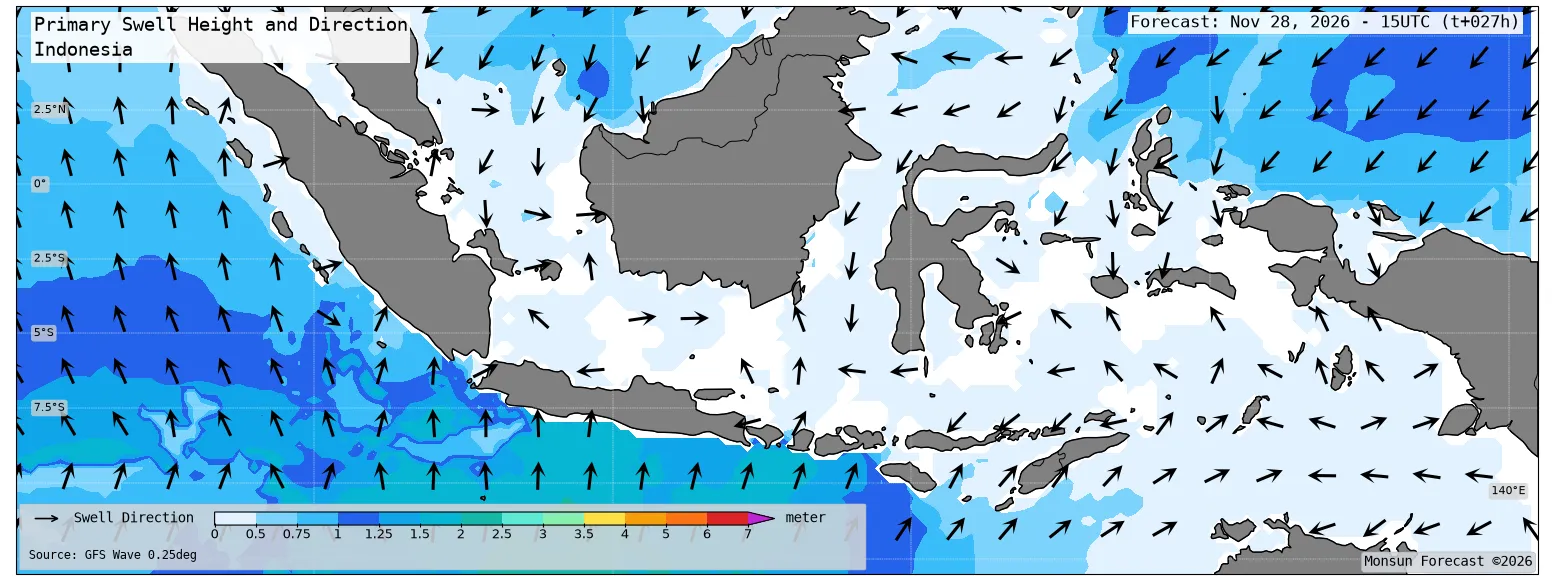 Primary Swell Height and Direction
Indonesia
Forecast: Nov 28, 2026 - 15UTC (t+027h)
2.5°N
0°
2.5°S
5°S
7.5°S
140°E
Swell Direction
0 0.5 0.75 1 1.25 1.5 2 2.5 3 3.5 4 5 6 7
meter
Source: GFS Wave 0.25deg
Monsun Forecast ©2026